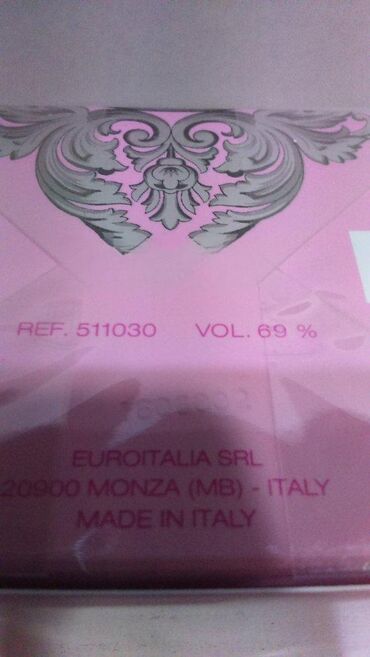 REF. 511030 VOL. 69 %
EUROITALIA SRL
20900 MONZA (MB) - ITALY
MADE IN ITALY